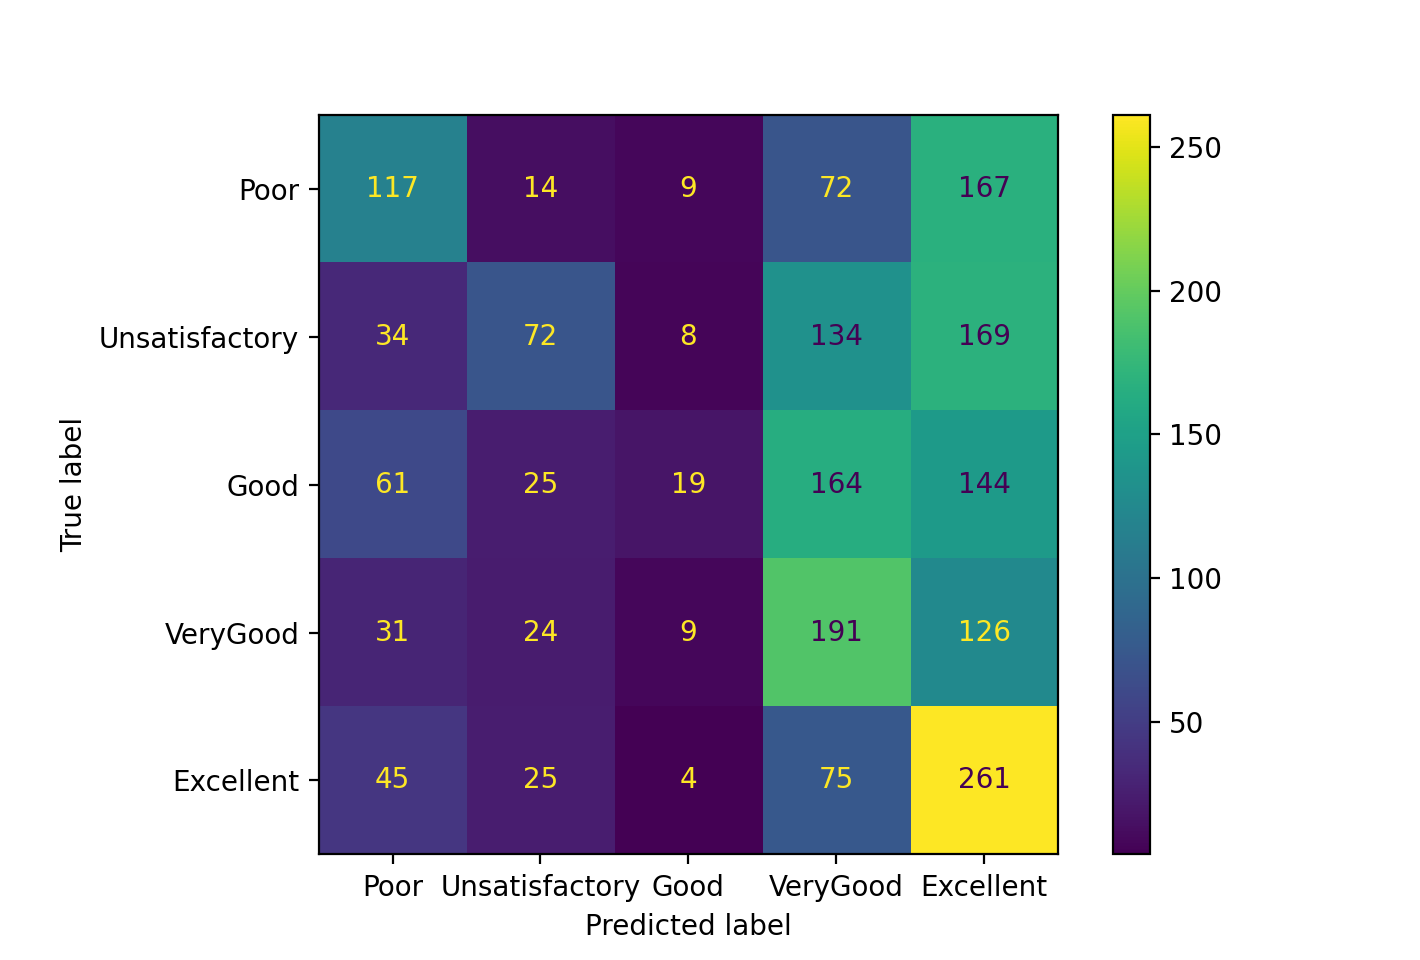 Poor 117 14 9 72 167
Unsatisfactory 34 72 8 134 169
Good 61 25 19 164 144
VeryGood 31 24 9 191 126
Excellent 45 25 4 75 261
Poor Unsatisfactory Good VeryGood Excellent
Predicted label
True label
250
200
150
100
50